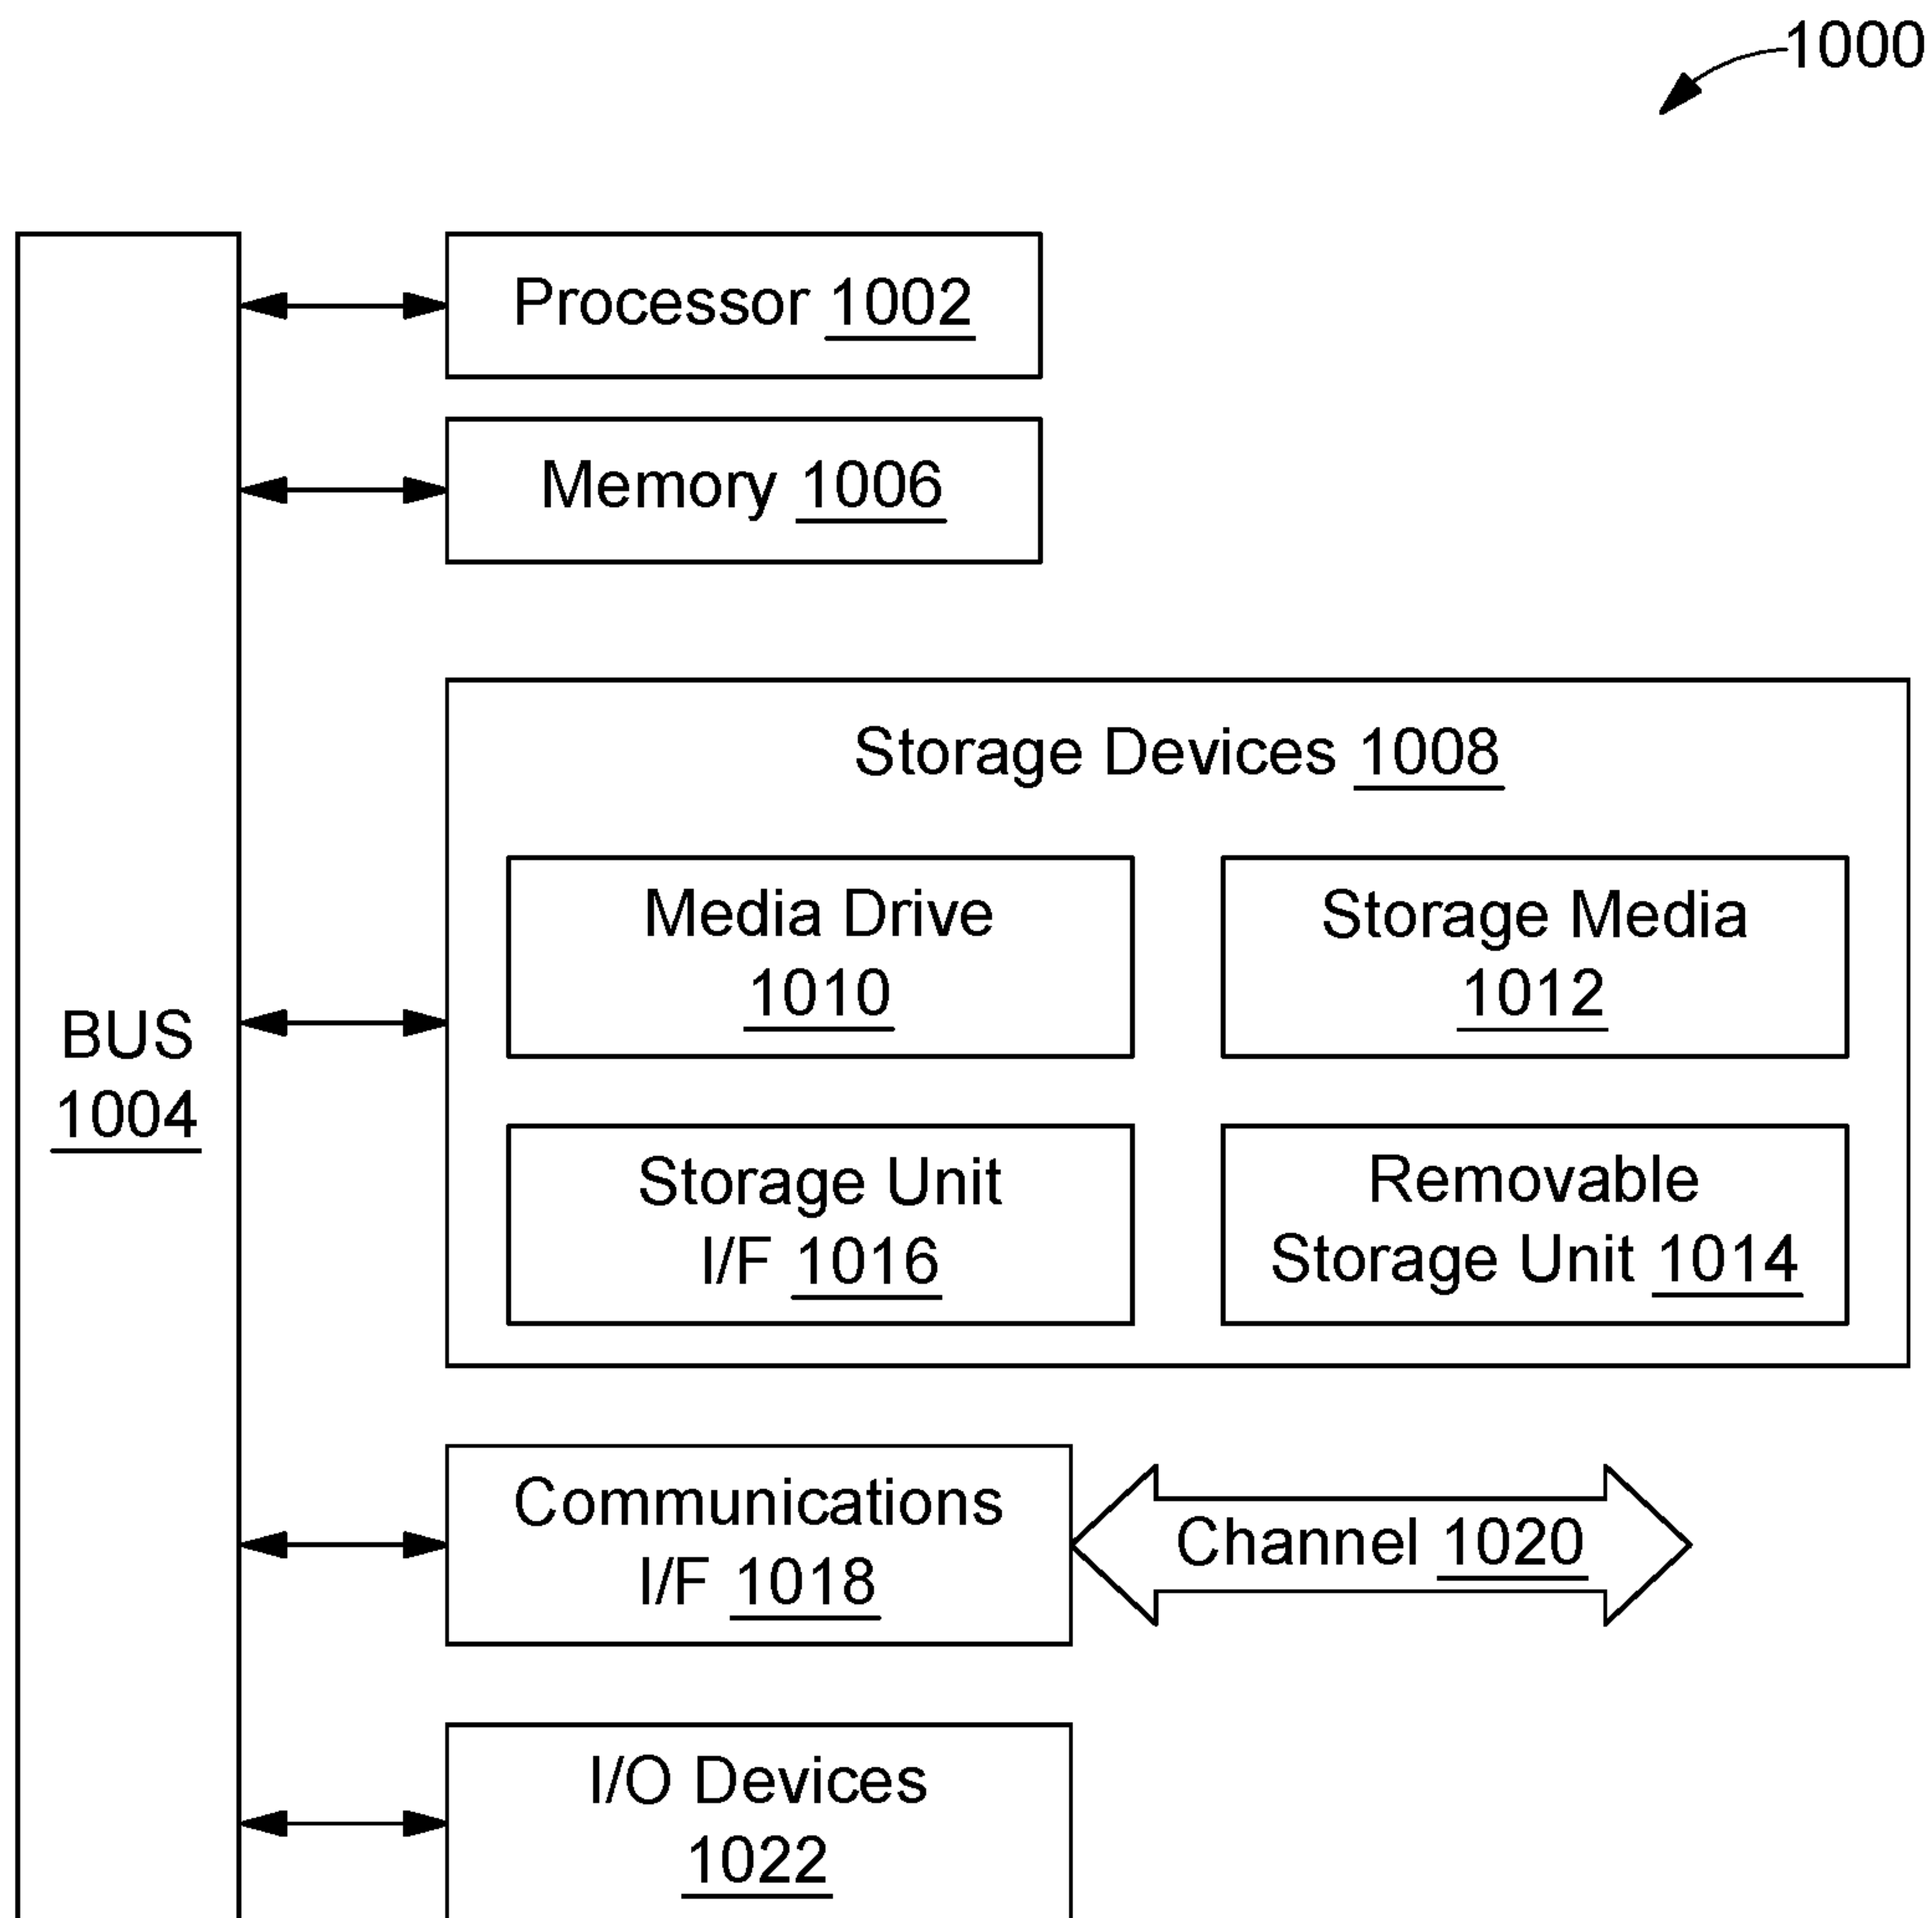 1000
Processor 1002
Memory 1006
Storage Devices 1008
Media Drive
1010
Storage Media
1012
BUS
1004
Storage Unit
I/F 1016
Removable
Storage Unit 1014
Communications
I/F 1018
Channel 1020
I/O Devices
1022